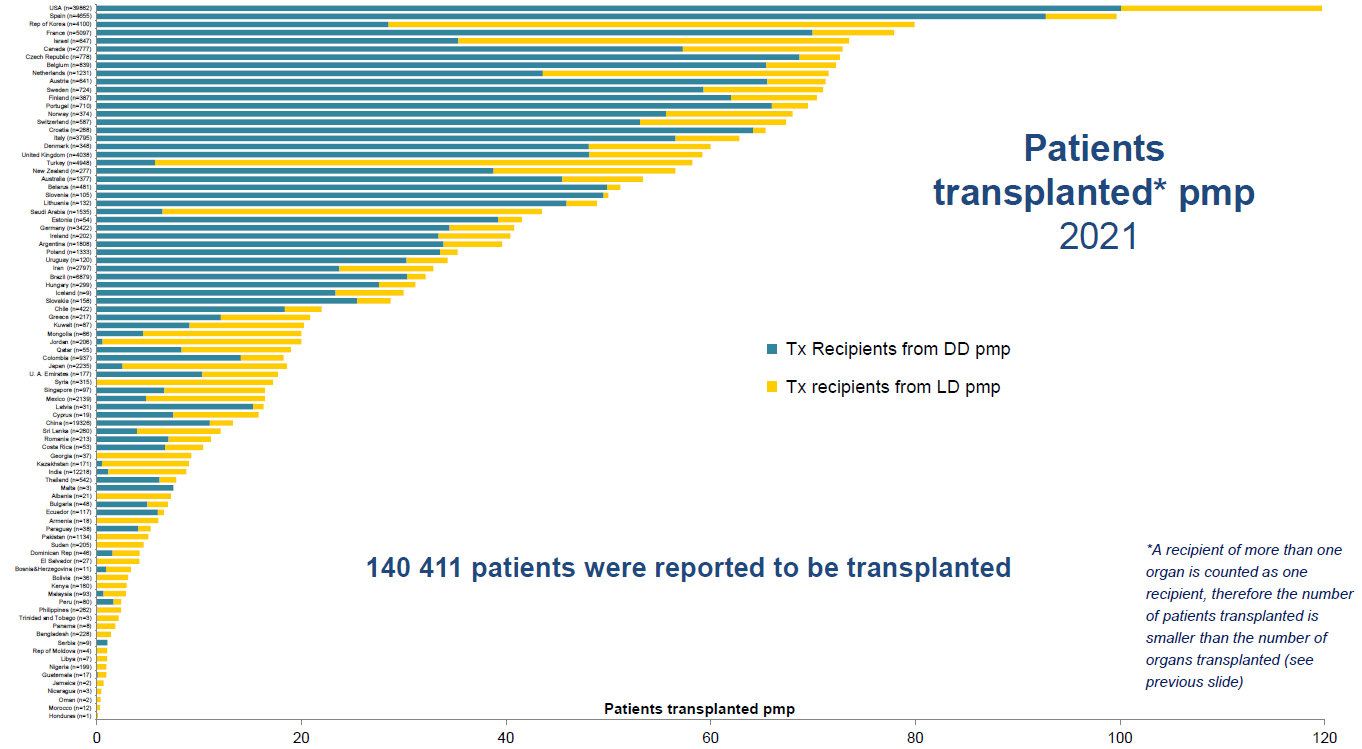 USA (n=39862)
Spain (n=4655)
Rep of Korea (n=4100)
France (n=5097)
Israel (n=647)
Canada (n=2777)
Czech Republic (n=778)
Belgium (n=839)
Netherlands (n=1231)
Austria (n=641)
Sweden (n=724)
Finland (n=387)
Portugal (n=710)
Norway (n=374)
Switzerland (n=587)
Croatia (n=268)
Italy (n=3795)
Denmark (n=348)
United Kingdom (n=4038)
Turkey (n=4948)
New Zealand (n=277)
Australia (n=1377)
Belarus (n=481)
Slovenia (n=105)
Lithuania (n=132)
Saudi Arabia (n=1535)
Estonia (n=54)
Germany (n=3422)
Ireland (n=202)
Argentina (n=1808)
Poland (n=1333)
Uruguay (n=120)
Iran (n=2797)
Brazil (n=6879)
Hungary (n=299)
Iceland (n=9)
Slovakia (n=158)
Chile (n=422)
Greece (n=217)
Kuwait (n=87)
Mongolia (n=66)
Jordan (n=206)
Qatar (n=55)
Colombia (n=937)
Japan (n=2235)
U. A. Emirates (n=177)
Syria (n=315)
Singapore (n=97)
Mexico (n=2139)
Latvia (n=31)
Cyprus (n=19)
China (n=19326)
Sri Lanka (n=260)
Romania (n=213)
Costa Rica (n=53)
Georgia (n=37)
Kazakhstan (n=171)
India (n=12218)
Thailand (n=542)
Malta (n=3)
Albania (n=21)
Bulgaria (n=48)
Ecuador (n=117)
Armenia (n=18)
Paraguay (n=38)
Pakistan (n=1134)
Sudan (n=205)
Dominican Rep (n=46)
El Salvador (n=27)
Bosnia&Herzegovina (n=11)
Bolivia (n=36)
Kenya (n=160)
Malaysia (n=93)
Peru (n=80)
Philippines (n=262)
Trinidad and Tobago (n=3)
Panama (n=8)
Bangladesh (n=228)
Serbia (n=9)
Rep of Moldova (n=4)
Libya (n=7)
Nigeria (n=199)
Guatemala (n=17)
Jamaica (n=2)
Nicaragua (n=3)
Oman (n=2)
Morocco (n=12)
Honduras (n=1)
Patients
transplanted* pmp
2021
Tx Recipients from DD pmp
Tx recipients from LD pmp
140 411 patients were reported to be transplanted
*A recipient of more than one
organ is counted as one
recipient, therefore the number
of patients transplanted is
smaller than the number of
organs transplanted (see
previous slide)
Patients transplanted pmp
0 20 40 60 80 100 120